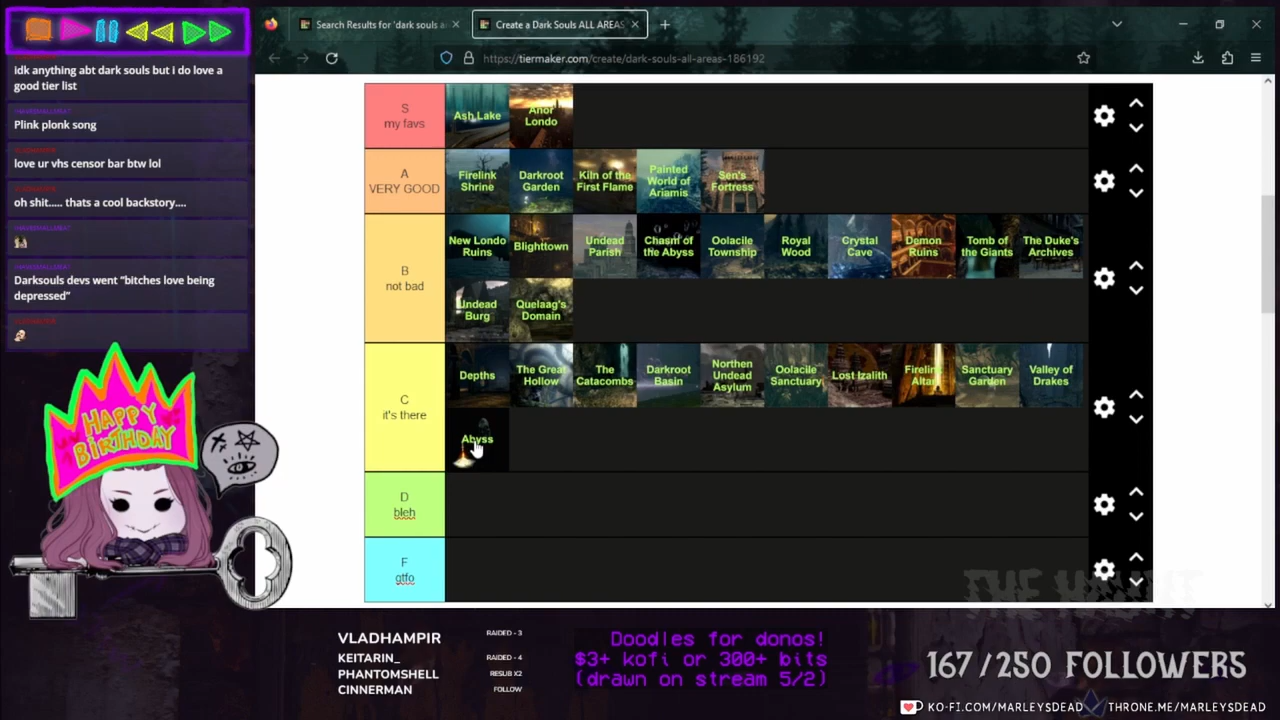 Search Results for 'dark souls a
Create a Dark Souls ALL AREAS
https://tiermaker.com/create/dark-souls-all-areas-186192
idk anything abt dark souls but i do love a
good tier list
Plink plonk song
love ur vhs censor bar btw lol
oh shit..... thats a cool backstory....
Darksouls devs went "bitches love being
depressed"
HAPPY
BIRTHDAY
S
my favs
Ash Lake
Anor
Londo
A
VERY GOOD
Firelink
Shrine
Darkroot
Garden
Kiln of the
First Flame
Painted
World of
Ariamis
Sen's
Fortress
B
not bad
New Londo
Ruins
Blighttown
Undead
Parish
Chasm of
the Abyss
Oolacile
Township
Royal
Wood
Crystal
Cave
Demon
Ruins
Tomb of
the Giants
The Duke's
Archives
Undead
Burg
Quelaag's
Domain
C
it's there
Depths
The Great
Hollow
The
Catacombs
Darkroot
Basin
Northen
Undead
Asylum
Oolacile
Sanctuary
Lost Izalith
Firelink
Altar
Sanctuary
Garden
Valley of
Drakes
Abyss
D
bleh
F
gtfo
THE HAUNT
VLADHAMPIR RAIDED - 3
KEITARIN_ RAIDED - 4
PHANTOMSHELL RESUB X2
CINNERMAN FOLLOW
Doodles for donos!
$3+ kofi or 300+ bits
(drawn on stream 5/2)
167/250 FOLLOWERS
KO-FI.COM/MARLEYSDEAD THRONE.ME/MARLEYSDEAD